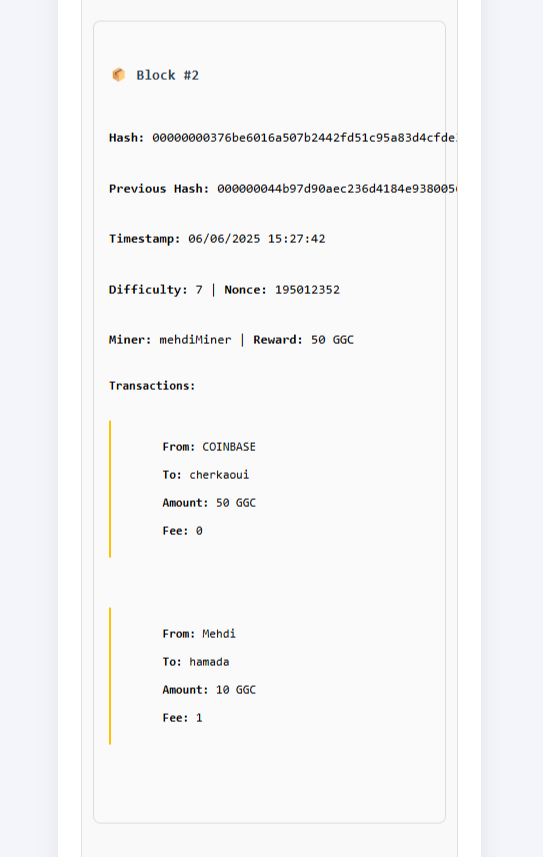 📦 Block #2
Hash: 00000000376be6016a507b2442fd51c95a83d4cfde
Previous Hash: 000000044b97d90aec236d4184e938005
Timestamp: 06/06/2025 15:27:42
Difficulty: 7 | Nonce: 195012352
Miner: mehdiMiner | Reward: 50 GGC
Transactions:
From: COINBASE
To: cherkaoui
Amount: 50 GGC
Fee: 0
From: Mehdi
To: hamada
Amount: 10 GGC
Fee: 1